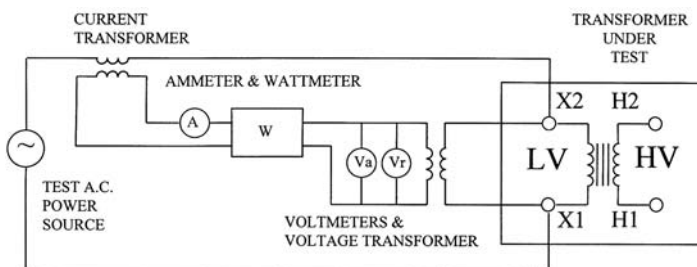 CURRENT
TRANSFORMER
TRANSFORMER
UNDER
TEST
AMMETER & WATTMETER
X2 H2
A
W
~
Va Vr
LV HV
TEST A.C.
POWER
SOURCE
VOLTMETERS &
VOLTAGE TRANSFORMER
X1 H1